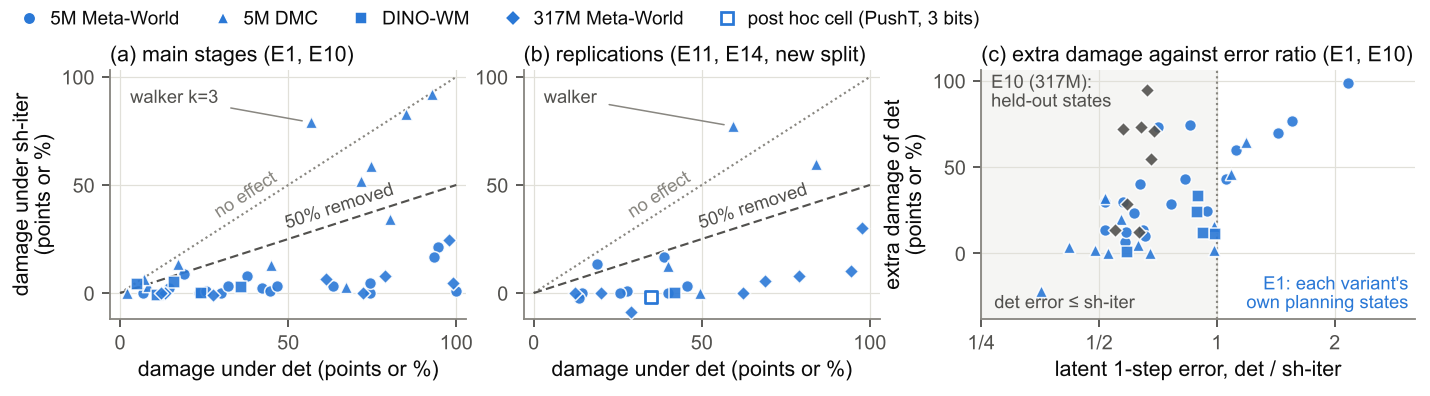 5M Meta-World
5M DMC
DINO-WM
317M Meta-World
post hoc cell (PushT, 3 bits)
(a) main stages (E1, E10)
damage under sh-iter
(points or %)
100
50
0
walker k=3
no effect
50% removed
0
50
100
damage under det (points or %)
(b) replications (E11, E14, new split)
100
50
0
walker
no effect
50% removed
0
50
100
damage under det (points or %)
(c) extra damage against error ratio (E1, E10)
extra damage of det
(points or %)
100
50
0
E10 (317M):
held-out states
det error ≤ sh-iter
E1: each variant's
own planning states
1/4
1/2
1
2
latent 1-step error, det / sh-iter